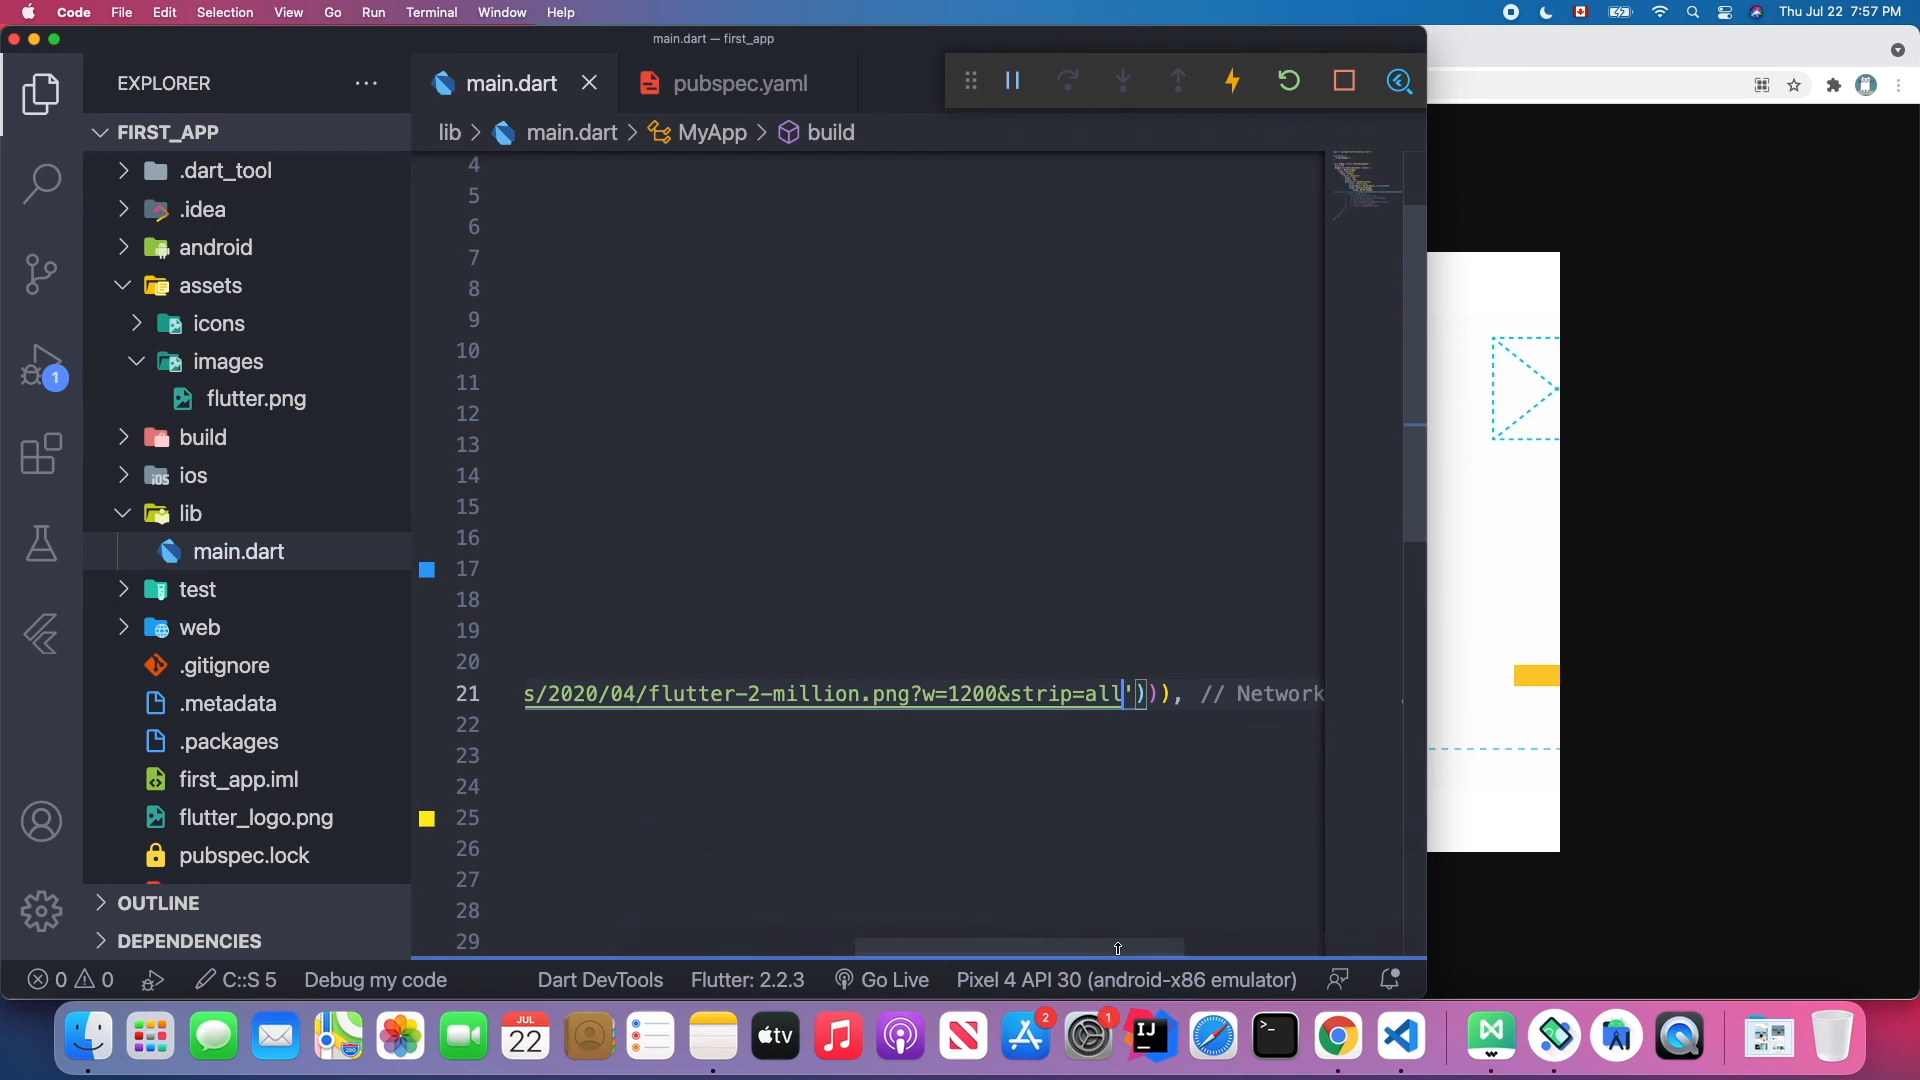 Code File Edit Selection View Go Run Terminal Window Help Thu Jul 22 7:57 PM
main.dart — first_app
EXPLORER
main.dart
pubspec.yaml
FIRST_APP
lib > main.dart > MyApp > build
.dart_tool
.idea
android
assets
icons
images
flutter.png
build
ios
lib
main.dart
test
web
.gitignore
.metadata
.packages
first_app.iml
flutter_logo.png
pubspec.lock
OUTLINE
DEPENDENCIES
1
4
5
6
7
8
9
10
11
12
13
14
15
16
17
18
19
20
21 s/2020/04/flutter-2-million.png?w=1200&strip=all'))), // Network
22
23
24
25
26
27
28
29
0 0 C::S 5 Debug my code Dart DevTools Flutter: 2.2.3 Go Live Pixel 4 API 30 (android-x86 emulator)
JUL
22
tv
2
1
IJ